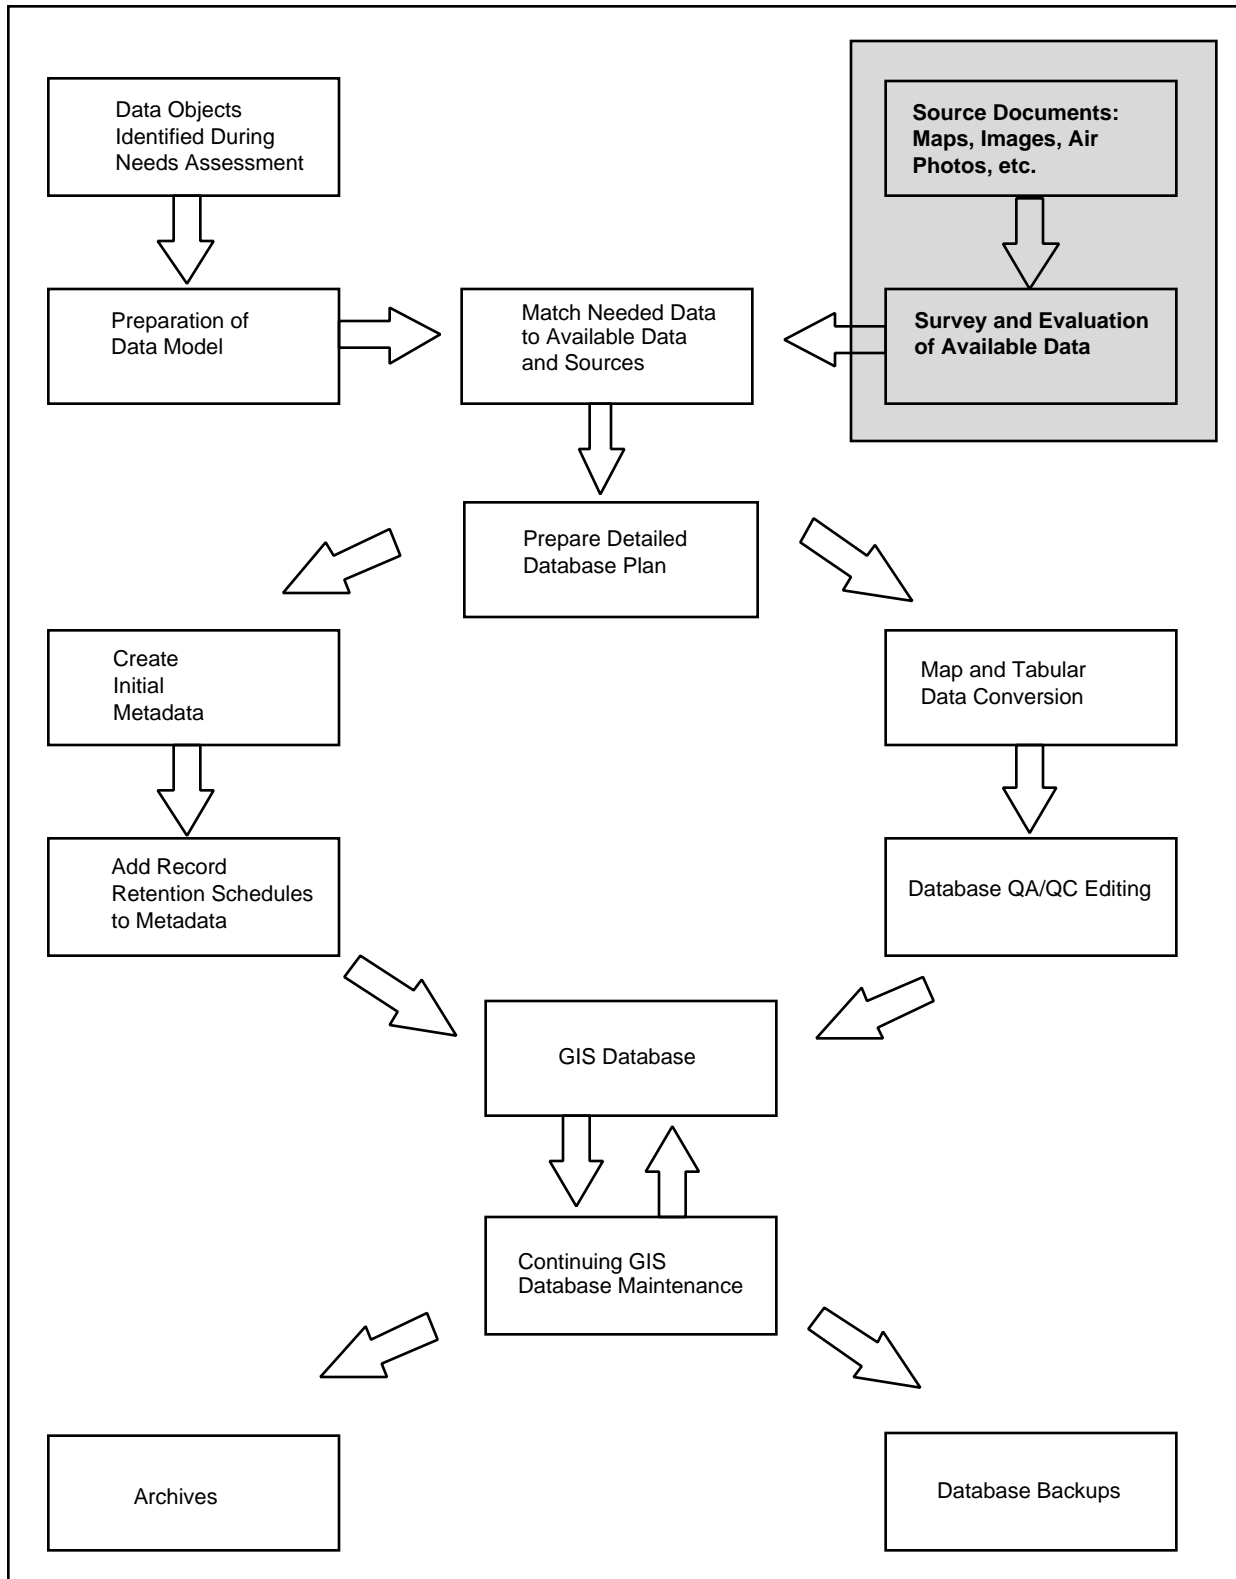 Data Objects
Identified During
Needs Assessment
Source Documents:
Maps, Images, Air
Photos, etc.
Preparation of
Data Model
Match Needed Data
to Available Data
and Sources
Survey and Evaluation
of Available Data
Prepare Detailed
Database Plan
Create
Initial
Metadata
Map and Tabular
Data Conversion
Add Record
Retention Schedules
to Metadata
Database QA/QC Editing
GIS Database
Continuing GIS
Database Maintenance
Archives
Database Backups